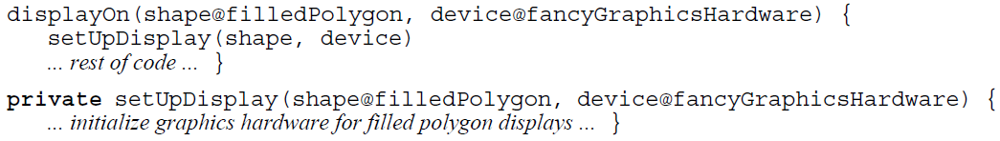 displayOn(shape@filledPolygon, device@fancyGraphicsHardware) {
setUpDisplay(shape, device)
... rest of code ... }
private setUpDisplay(shape@filledPolygon, device@fancyGraphicsHardware) {
... initialize graphics hardware for filled polygon displays ... }